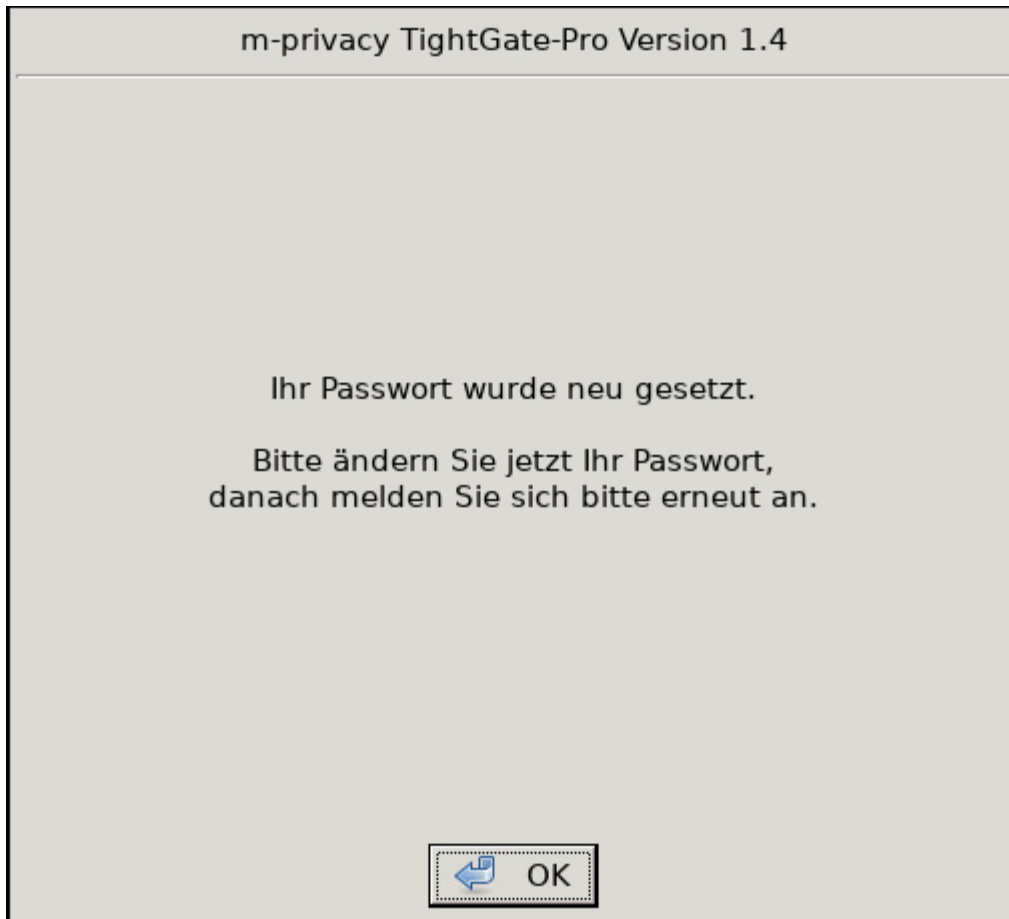 m-privacy TightGate-Pro Version 1.4
Ihr Passwort wurde neu gesetzt.
Bitte ändern Sie jetzt Ihr Passwort,
danach melden Sie sich bitte erneut an.
OK